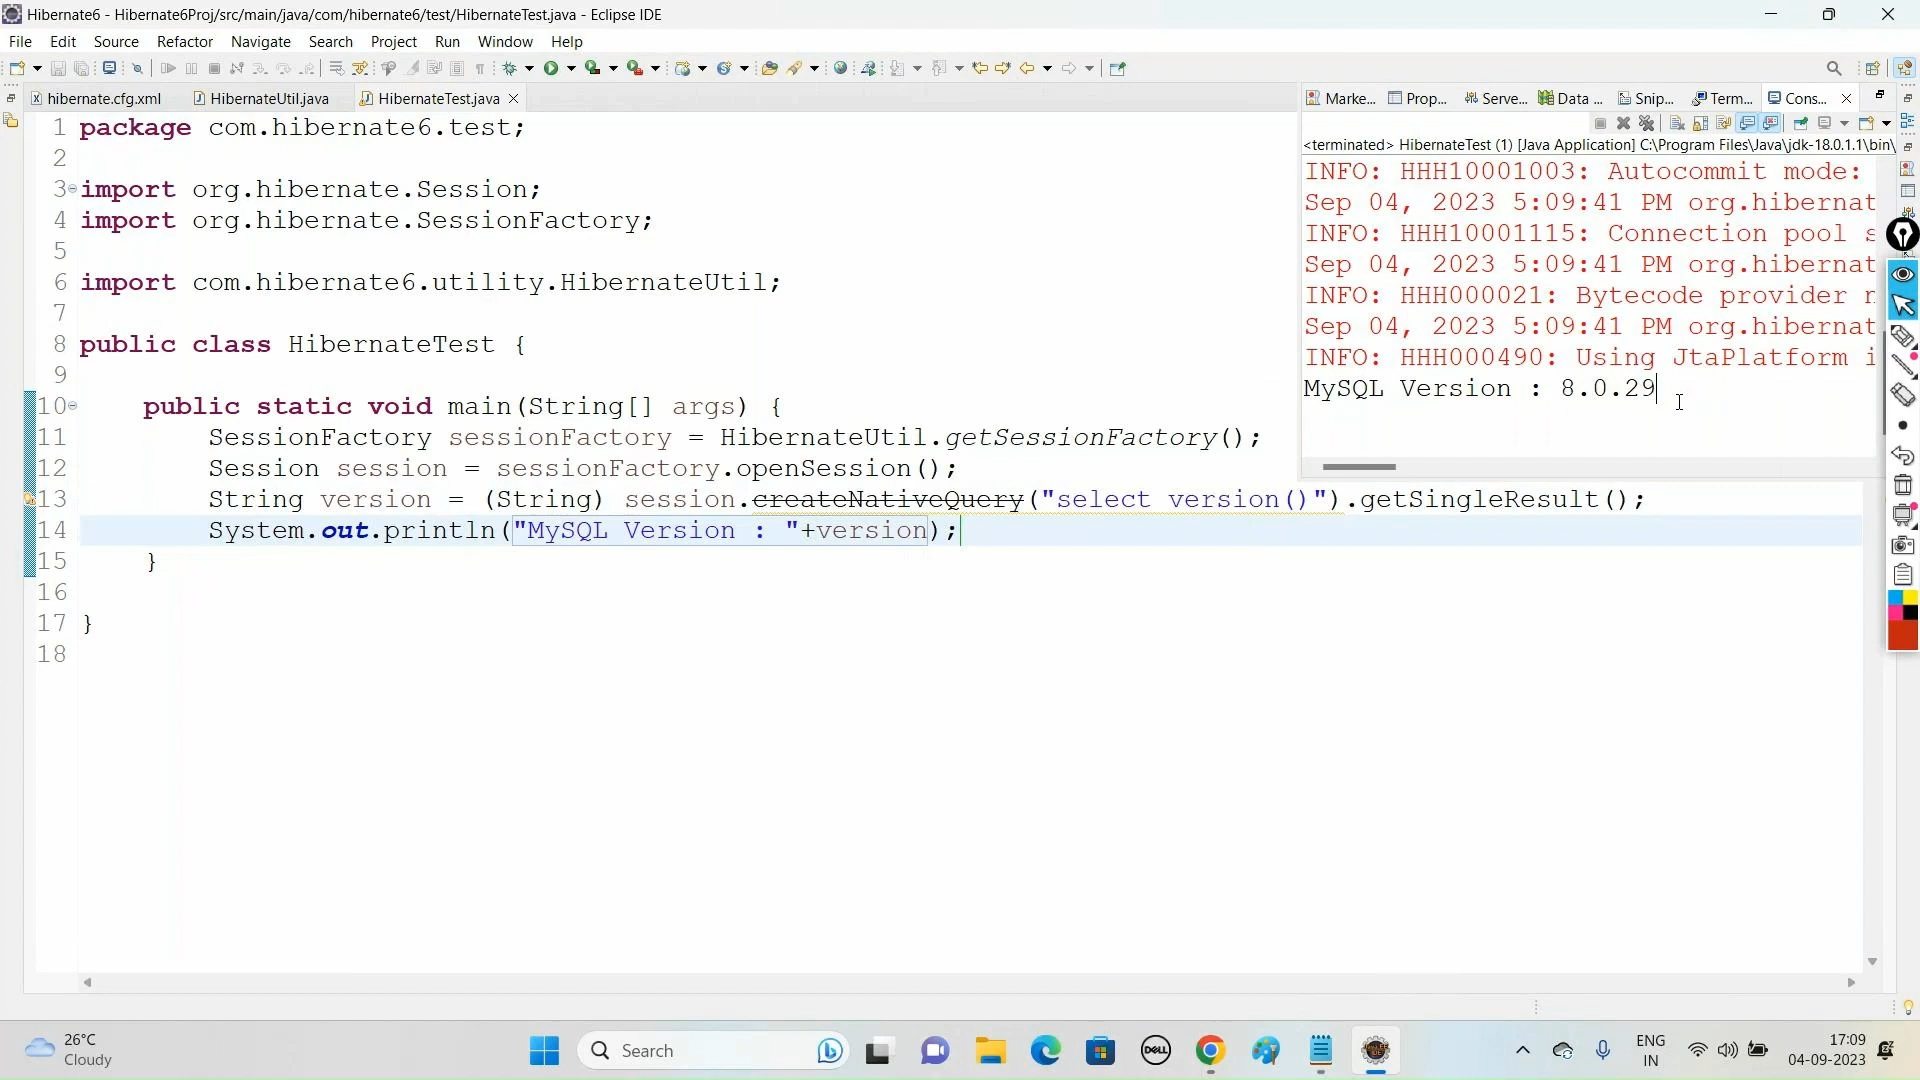 Hibernate6 - Hibernate6Proj/src/main/java/com/hibernate6/test/HibernateTest.java - Eclipse IDE
File Edit Source Refactor Navigate Search Project Run Window Help
hibernate.cfg.xml HibernateUtil.java HibernateTest.java
1 package com.hibernate6.test;
2
3 import org.hibernate.Session;
4 import org.hibernate.SessionFactory;
5
6 import com.hibernate6.utility.HibernateUtil;
7
8 public class HibernateTest {
9
10 public static void main(String[] args) {
11 SessionFactory sessionFactory = HibernateUtil.getSessionFactory();
12 Session session = sessionFactory.openSession();
13 String version = (String) session.createNativeQuery("select version()").getSingleResult();
14 System.out.println("MySQL Version : "+version);
15 }
16
17 }
18
Marke... Prop... Serve... Data ... Snip... Term... Cons...
<terminated> HibernateTest (1) [Java Application] C:\Program Files\Java\jdk-18.0.1.1\bin\
INFO: HHH10001003: Autocommit mode:
Sep 04, 2023 5:09:41 PM org.hibernat
INFO: HHH10001115: Connection pool s
Sep 04, 2023 5:09:41 PM org.hibernat
INFO: HHH000021: Bytecode provider n
Sep 04, 2023 5:09:41 PM org.hibernat
INFO: HHH000490: Using JtaPlatform i
MySQL Version : 8.0.29
26°C
Cloudy
Search
DELL
ENG
IN
17:09
04-09-2023